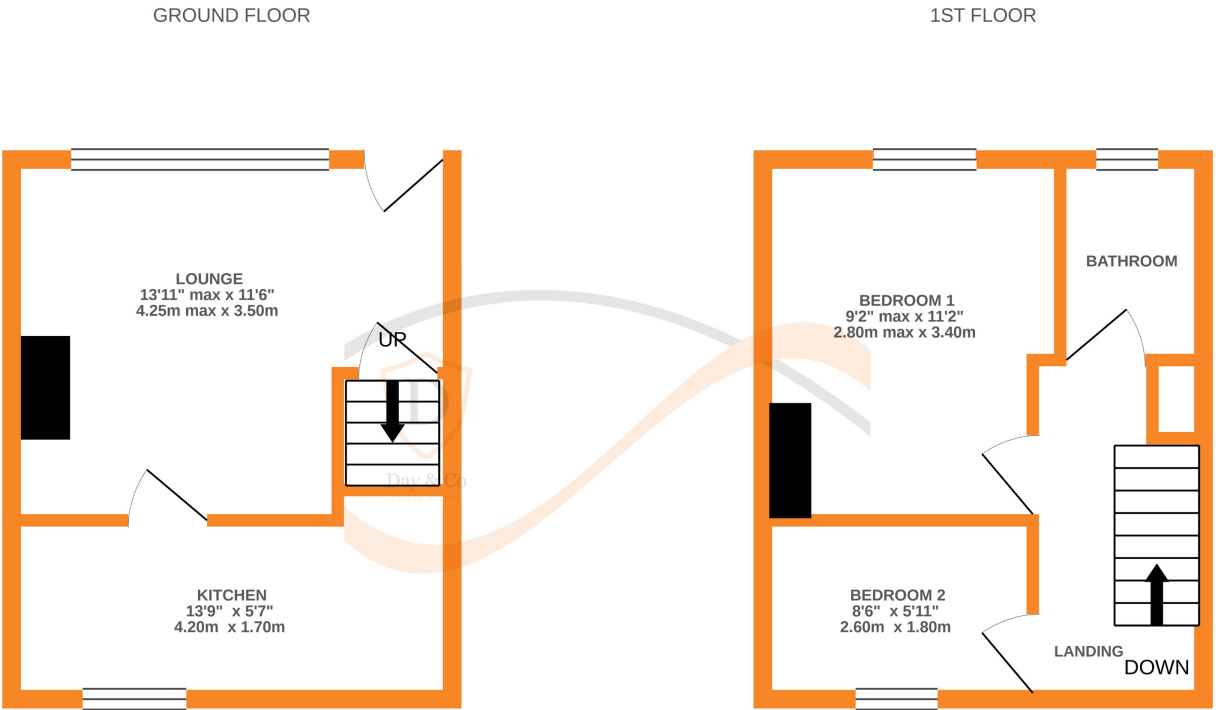 GROUND FLOOR
1ST FLOOR
LOUNGE
13'11" max x 11'6"
4.25m max x 3.50m
UP
D
Day & Co
KITCHEN
13'9" x 5'7"
4.20m x 1.70m
BEDROOM 1
9'2" max x 11'2"
2.80m max x 3.40m
BATHROOM
BEDROOM 2
8'6" x 5'11"
2.60m x 1.80m
LANDING
DOWN